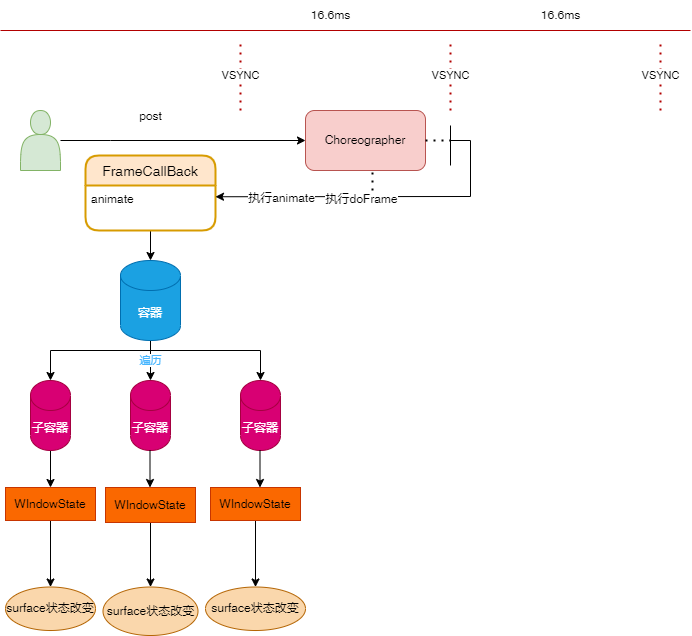 16.6ms
16.6ms
VSYNC
VSYNC
VSYNC
post
Choreographer
FrameCallBack
animate
执行animate
执行doFrame
容器
遍历
子容器
子容器
子容器
WIndowState
WIndowState
WIndowState
surface状态改变
surface状态改变
surface状态改变